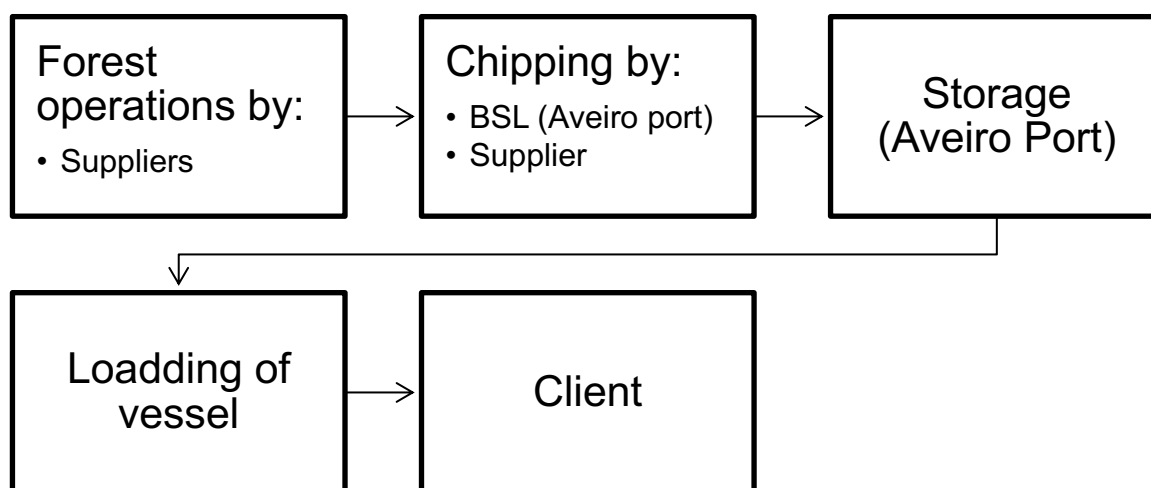 Forest
operations by:
• Suppliers
Chipping by:
• BSL (Aveiro port)
• Supplier
Storage
(Aveiro Port)
Loadding of
vessel
Client